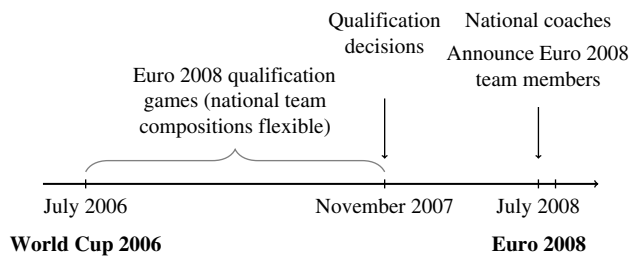 Qualification
decisions
National coaches
Announce Euro 2008
team members
Euro 2008 qualification
games (national team
compositions flexible)
July 2006
November 2007
July 2008
World Cup 2006
Euro 2008